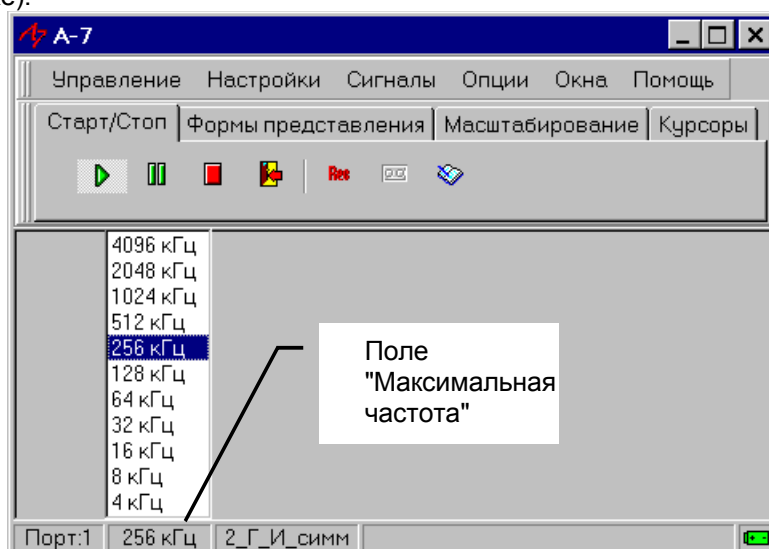 же).
А-7
Управление Настройки Сигналы Опции Окна Помощь
Старт/Стоп Формы представления Масштабирование Курсоры
Rec
4096 кГц
2048 кГц
1024 кГц
512 кГц
256 кГц
128 кГц
64 кГц
32 кГц
16 кГц
8 кГц
4 кГц
Поле
"Максимальная
частота"
Порт:1 256 кГц 2_Г_И_симм